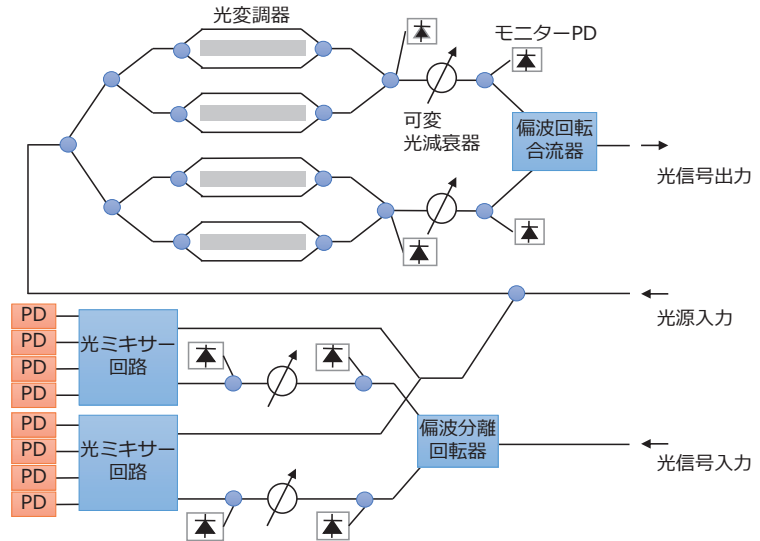 光変調器
モニターPD
可変
光減衰器
偏波回転
合流器
光信号出力
光源入力
PD
PD
PD
PD
光ミキサー
回路
PD
PD
PD
PD
光ミキサー
回路
偏波分離
回転器
光信号入力